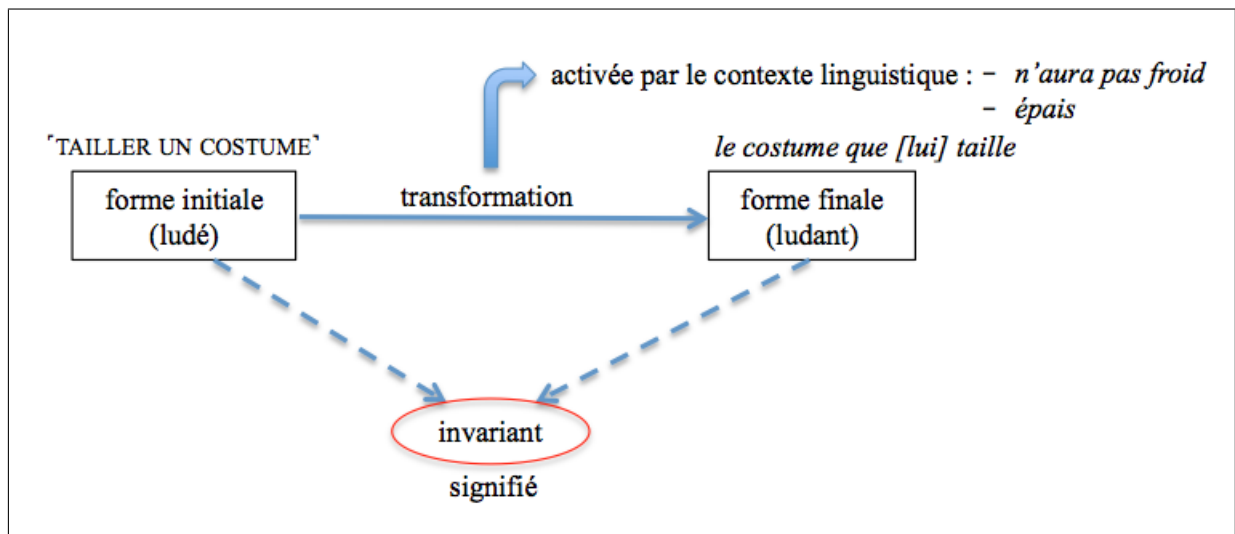 activée par le contexte linguistique : – n'aura pas froid
– épais
⌜TAILLER UN COSTUME⌝
le costume que [lui] taille
forme initiale
(ludé)
transformation
forme finale
(ludant)
invariant
signifié